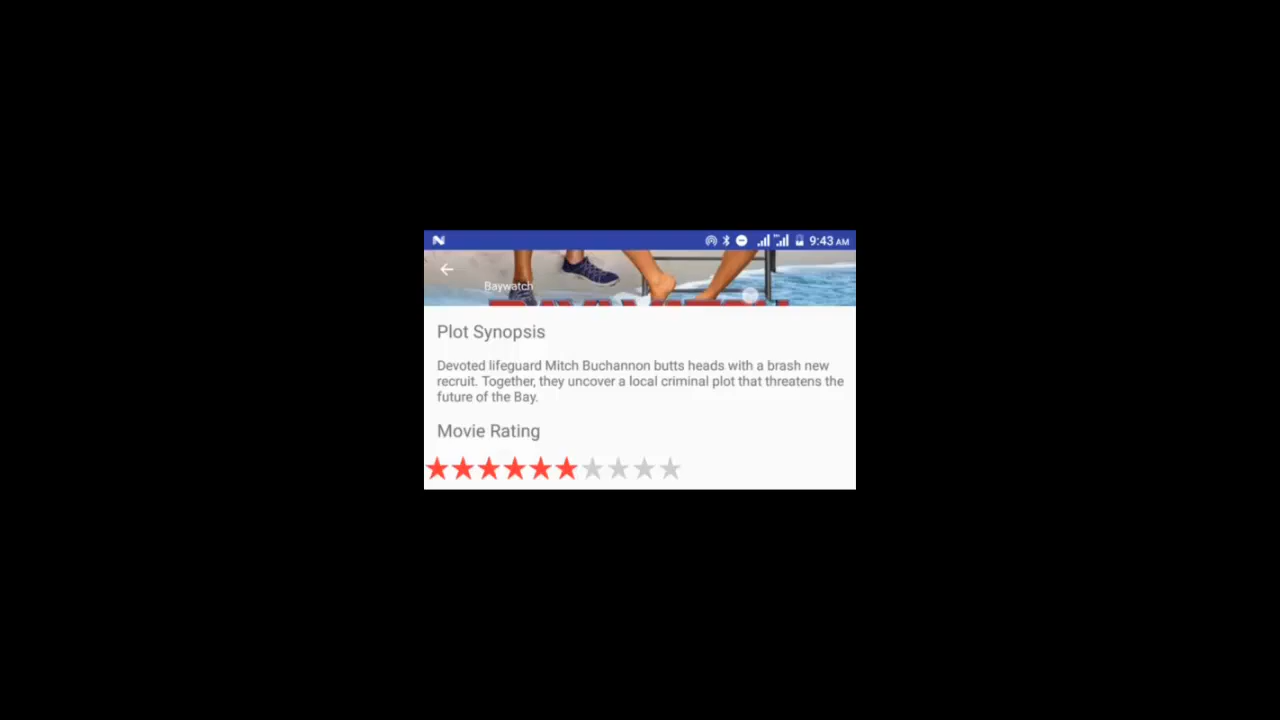 9:43 AM
Baywatch
BAYWATCH
Plot Synopsis
Devoted lifeguard Mitch Buchannon butts heads with a brash new
recruit. Together, they uncover a local criminal plot that threatens the
future of the Bay.
Movie Rating